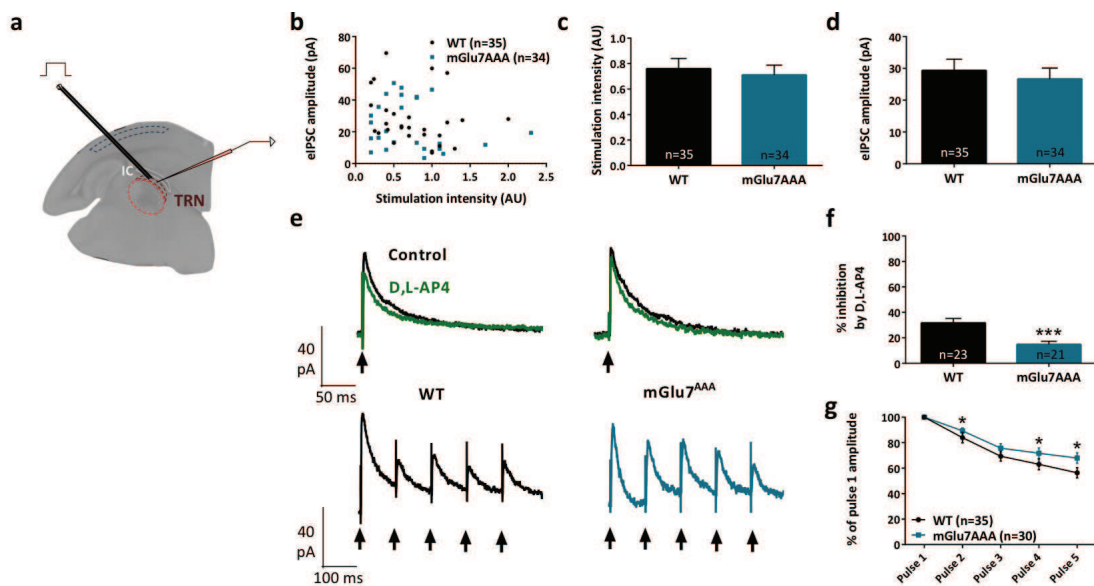 a
IC
TRN
b
eIPSC amplitude (pA)
80
60
40
20
0
WT (n=35)
mGlu7AAA (n=34)
0.0 0.5 1.0 1.5 2.0 2.5
Stimulation intensity (AU)
c
Stimulation intensity (AU)
1.0
0.8
0.6
0.4
0.2
0.0
n=35 n=34
WT mGlu7AAA
d
eIPSC amplitude (pA)
40
30
20
10
0
n=35 n=34
WT mGlu7AAA
e
Control
D,L-AP4
40
pA
50 ms
WT mGlu7AAA
40
pA
100 ms
f
% inhibition
by D,L-AP4
100
80
60
40
20
0
***
n=23 n=21
WT mGlu7AAA
g
% of pulse 1 amplitude
100
80
60
40
20
0
* * *
WT (n=35)
mGlu7AAA (n=30)
Pulse 1 Pulse 2 Pulse 3 Pulse 4 Pulse 5